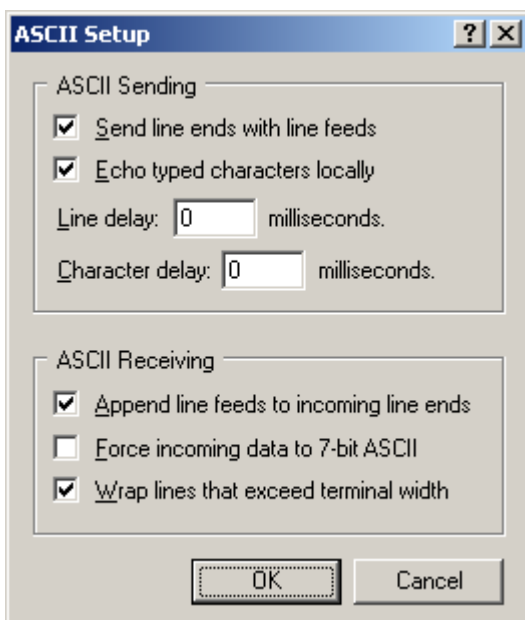 ASCII Setup
ASCII Sending
Send line ends with line feeds
Echo typed characters locally
Line delay: 0 milliseconds.
Character delay: 0 milliseconds.
ASCII Receiving
Append line feeds to incoming line ends
Force incoming data to 7-bit ASCII
Wrap lines that exceed terminal width
OK Cancel